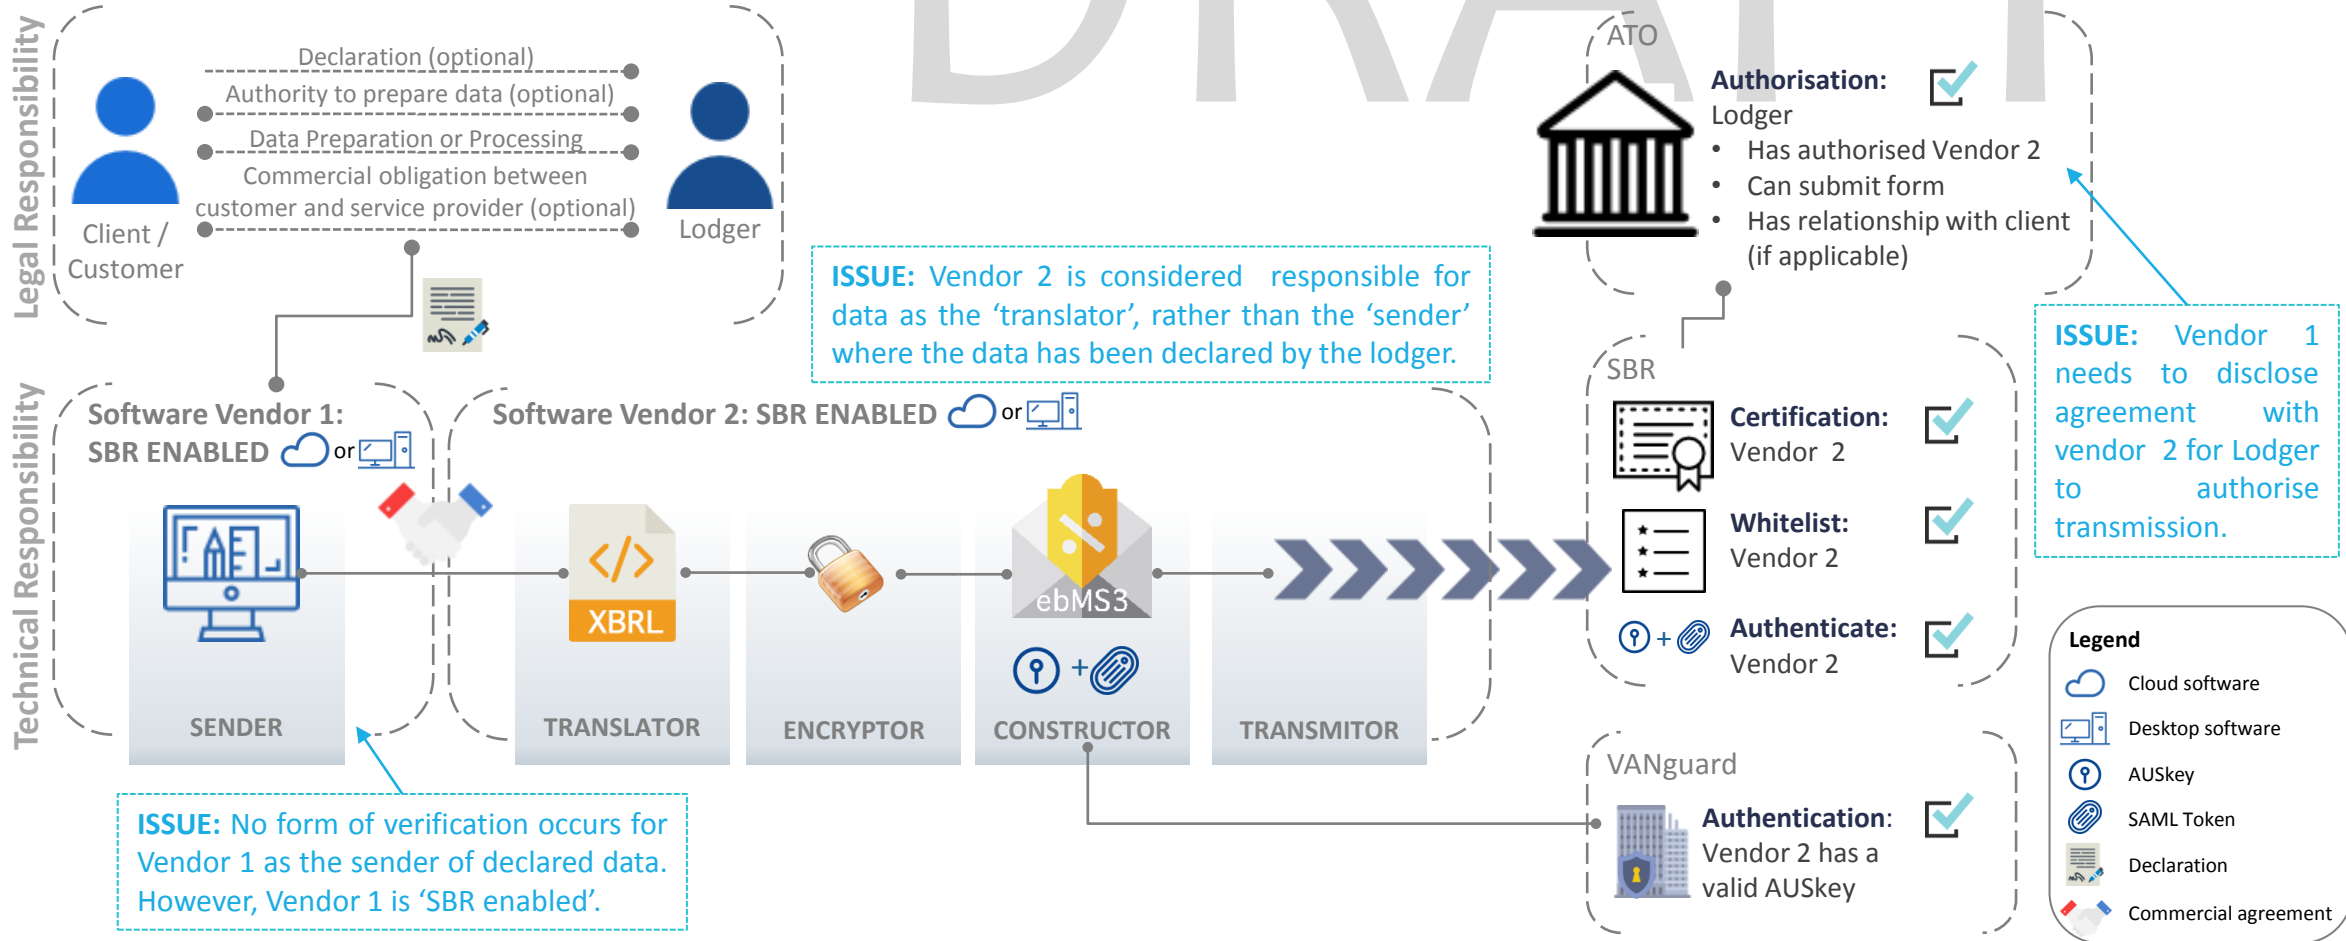 DRAFT
Legal Responsibility
Declaration (optional)
Authority to prepare data (optional)
Data Preparation or Processing
Commercial obligation between
customer and service provider (optional)
Client /
Customer
Lodger
ATO
Authorisation:
Lodger
• Has authorised Vendor 2
• Can submit form
• Has relationship with client
(if applicable)
ISSUE: Vendor 2 is considered responsible for
data as the ‘translator’, rather than the ‘sender’
where the data has been declared by the lodger.
ISSUE: Vendor 1
needs to disclose
agreement with
vendor 2 for Lodger
to authorise
transmission.
Technical Responsibility
Software Vendor 1:
SBR ENABLED or
Software Vendor 2: SBR ENABLED or
SENDER
</>
XBRL
TRANSLATOR
ENCRYPTOR
%
ebMS3
+
CONSTRUCTOR
TRANSMITOR
SBR
Certification:
Vendor 2
Whitelist:
Vendor 2
+
Authenticate:
Vendor 2
VANguard
Authentication:
Vendor 2 has a
valid AUSkey
ISSUE: No form of verification occurs for
Vendor 1 as the sender of declared data.
However, Vendor 1 is ‘SBR enabled’.
Legend
Cloud software
Desktop software
AUSkey
SAML Token
Declaration
Commercial agreement